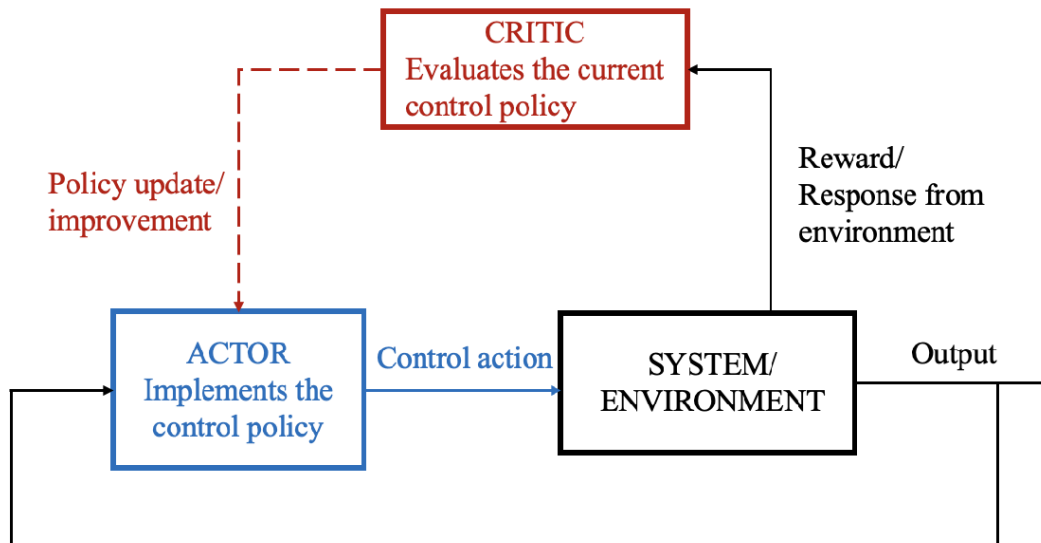 CRITIC
Evaluates the current
control policy
Policy update/
improvement
Reward/
Response from
environment
ACTOR
Implements the
control policy
Control action
SYSTEM/
ENVIRONMENT
Output